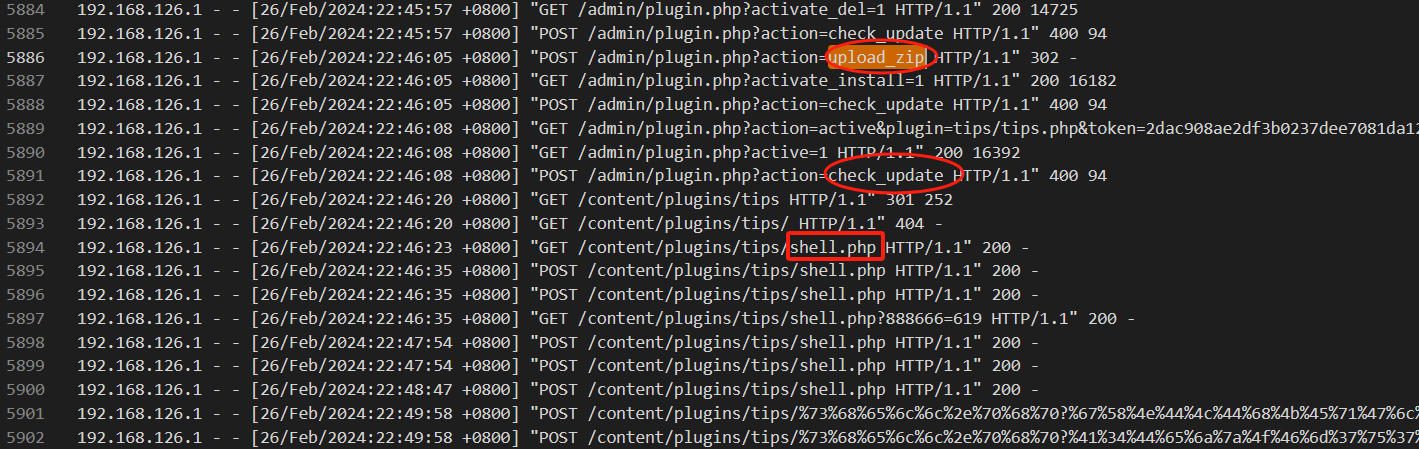 5884 192.168.126.1 - - [26/Feb/2024:22:45:57 +0800] "GET /admin/plugin.php?activate_del=1 HTTP/1.1" 200 14725
5885 192.168.126.1 - - [26/Feb/2024:22:45:57 +0800] "POST /admin/plugin.php?action=check_update HTTP/1.1" 400 94
5886 192.168.126.1 - - [26/Feb/2024:22:46:05 +0800] "POST /admin/plugin.php?action=upload_zip HTTP/1.1" 302 -
5887 192.168.126.1 - - [26/Feb/2024:22:46:05 +0800] "GET /admin/plugin.php?activate_install=1 HTTP/1.1" 200 16182
5888 192.168.126.1 - - [26/Feb/2024:22:46:05 +0800] "POST /admin/plugin.php?action=check_update HTTP/1.1" 400 94
5889 192.168.126.1 - - [26/Feb/2024:22:46:08 +0800] "GET /admin/plugin.php?action=active&plugin=tips/tips.php&token=2dac908ae2df3b0237dee7081da12
5890 192.168.126.1 - - [26/Feb/2024:22:46:08 +0800] "GET /admin/plugin.php?active=1 HTTP/1.1" 200 16392
5891 192.168.126.1 - - [26/Feb/2024:22:46:08 +0800] "POST /admin/plugin.php?action=check_update HTTP/1.1" 400 94
5892 192.168.126.1 - - [26/Feb/2024:22:46:20 +0800] "GET /content/plugins/tips HTTP/1.1" 301 252
5893 192.168.126.1 - - [26/Feb/2024:22:46:20 +0800] "GET /content/plugins/tips/ HTTP/1.1" 404 -
5894 192.168.126.1 - - [26/Feb/2024:22:46:23 +0800] "GET /content/plugins/tips/shell.php HTTP/1.1" 200 -
5895 192.168.126.1 - - [26/Feb/2024:22:46:35 +0800] "POST /content/plugins/tips/shell.php HTTP/1.1" 200 -
5896 192.168.126.1 - - [26/Feb/2024:22:46:35 +0800] "POST /content/plugins/tips/shell.php HTTP/1.1" 200 -
5897 192.168.126.1 - - [26/Feb/2024:22:46:35 +0800] "GET /content/plugins/tips/shell.php?888666=619 HTTP/1.1" 200 -
5898 192.168.126.1 - - [26/Feb/2024:22:47:54 +0800] "POST /content/plugins/tips/shell.php HTTP/1.1" 200 -
5899 192.168.126.1 - - [26/Feb/2024:22:47:54 +0800] "POST /content/plugins/tips/shell.php HTTP/1.1" 200 -
5900 192.168.126.1 - - [26/Feb/2024:22:48:47 +0800] "POST /content/plugins/tips/shell.php HTTP/1.1" 200 -
5901 192.168.126.1 - - [26/Feb/2024:22:49:58 +0800] "POST /content/plugins/tips/%73%68%65%6c%6c%2e%70%68%70?%67%58%4e%44%4c%44%68%4b%45%71%47%6c%
5902 192.168.126.1 - - [26/Feb/2024:22:49:58 +0800] "POST /content/plugins/tips/%73%68%65%6c%6c%2e%70%68%70?%41%34%44%65%6a%7a%4f%46%6d%37%75%37%